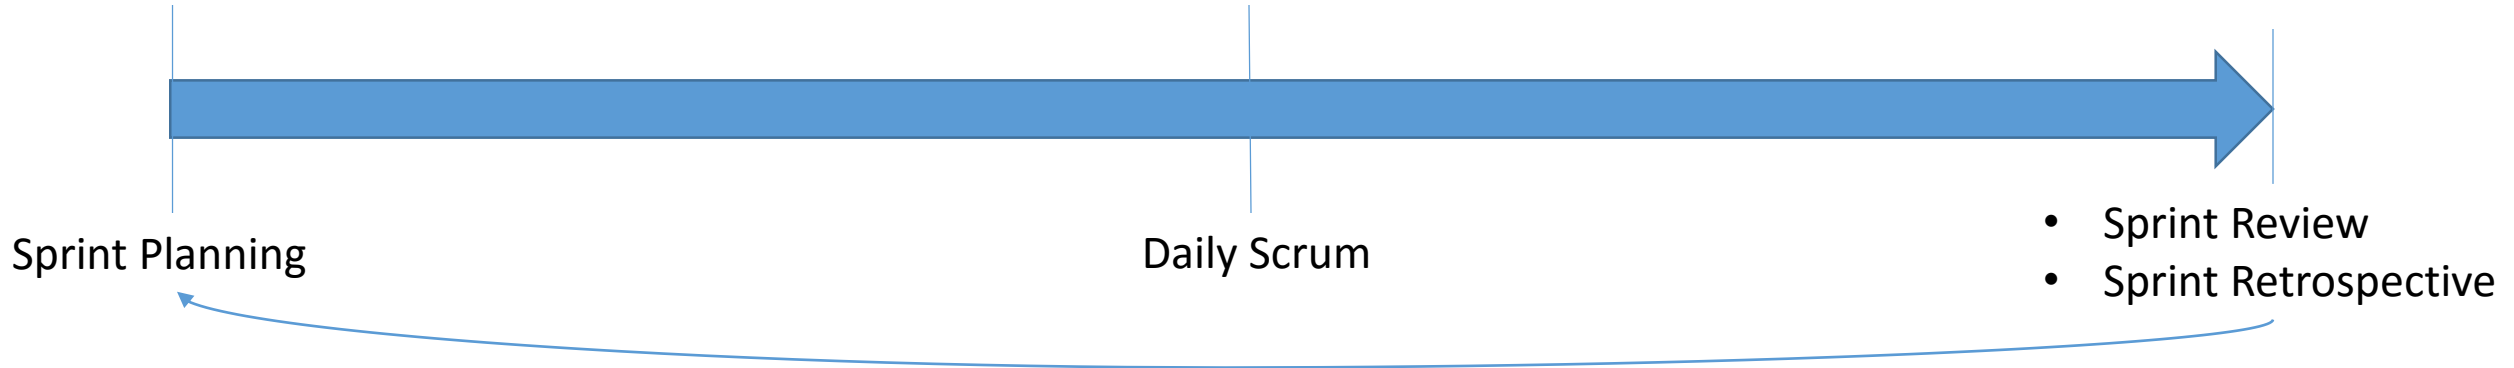 Sprint Planning
Daily Scrum
• Sprint Review
• Sprint Retrospective